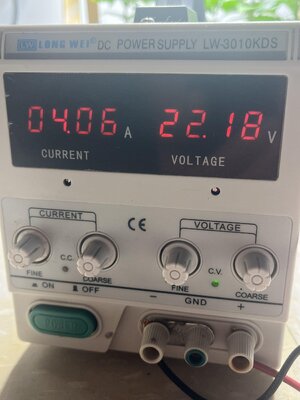 LW LONG WEI® DC POWER SUPPLY LW-3010KDS
04.06 A 22.18 V
CURRENT VOLTAGE
CURRENT CE VOLTAGE
C.C. C.V.
FINE COARSE FINE COARSE
ON OFF - GND +
POWER